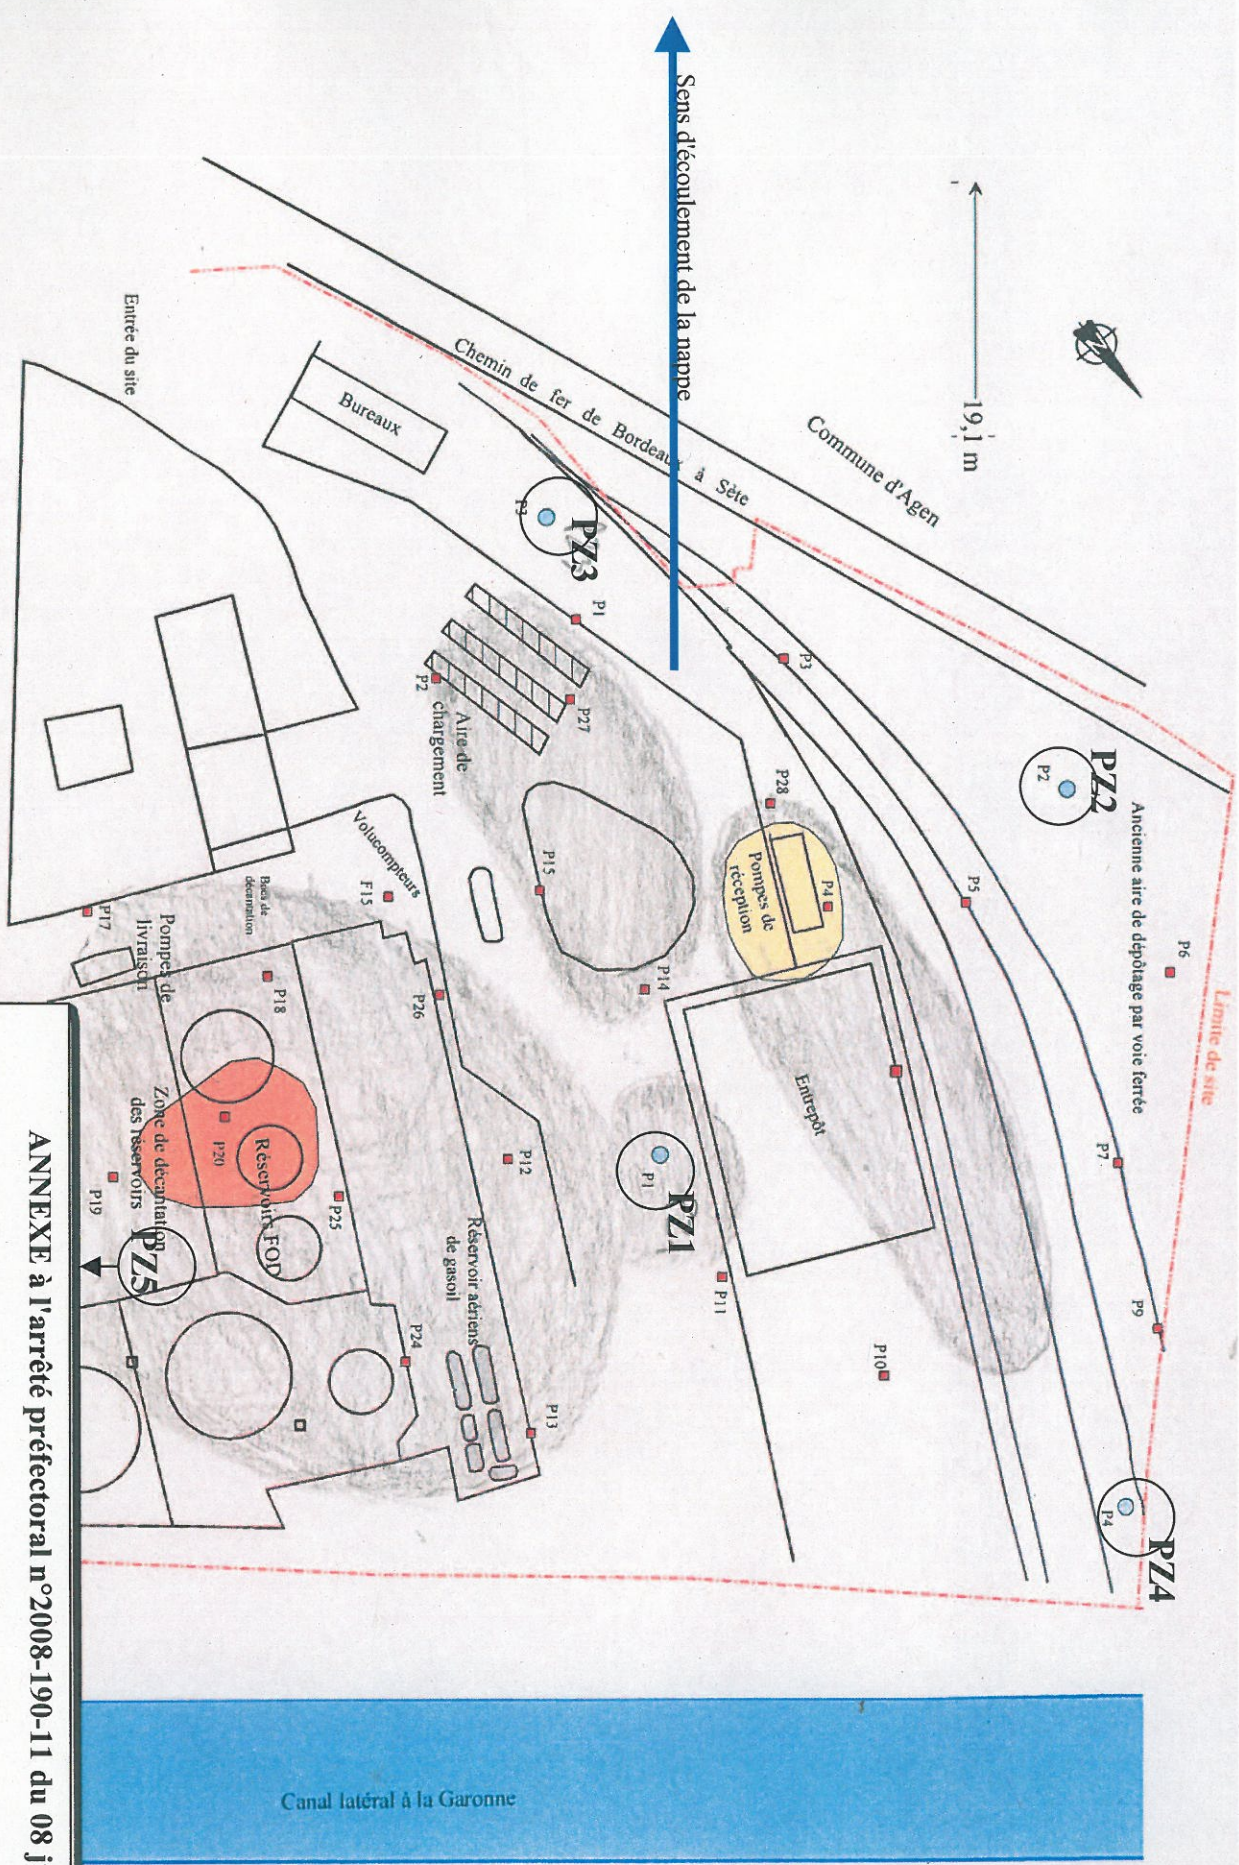 Sens d'écoulement de la nappe
19,1 m
Commune d'Agen
Chemin de fer de Bordeaux à Sète
Entrée du site
Bureaux
PZ3
P3
P1
P27
P2
Aire de
chargement
P3
P28
PZ2
P2
Ancienne aire de dépôtage par voie ferrée
P6
Limite de site
P5
P4
Pompes de
réception
P15
P14
Volucompteurs
F15
décantation
P17
Pompes de
livraison
P18
P26
Entrepôt
P7
P9
P10
P11
PZ1
P1
P12
Réservoir aériens
de gasoil
P13
P24
P25
Réservoirs FOD
P20
Zone de décantation
des réservoirs
P19
PZ5
PZ4
P4
Canal latéral à la Garonne
ANNEXE à l'arrêté préfectoral n°2008-190-11 du 08 j